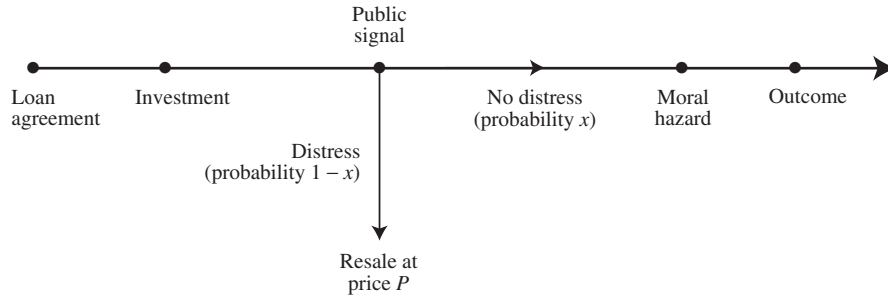 Public
signal
Loan
agreement
Investment
No distress
(probability x)
Moral
hazard
Outcome
Distress
(probability 1 – x)
Resale at
price P